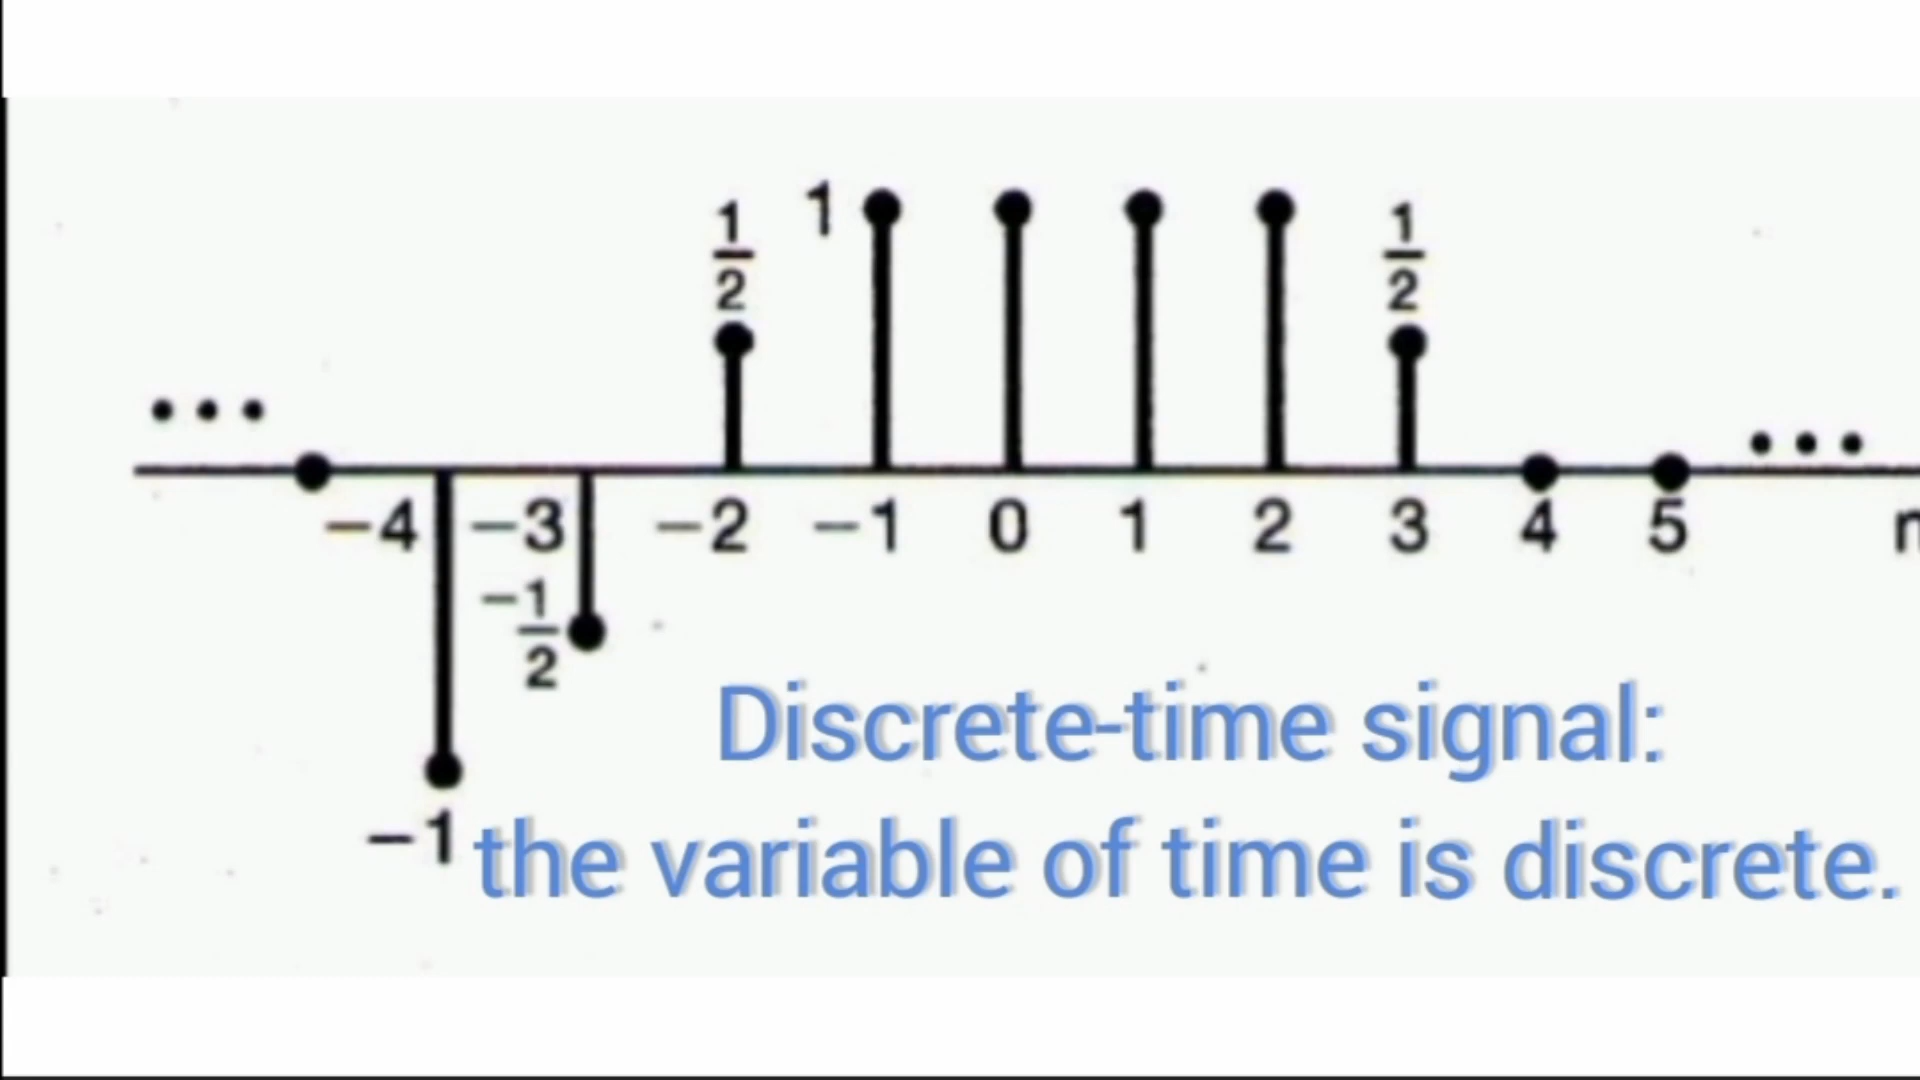 1/2 1 1/2
... ...
−4 −3 −2 −1 0 1 2 3 4 5 n
−1/2
−1
Discrete-time signal:
the variable of time is discrete.